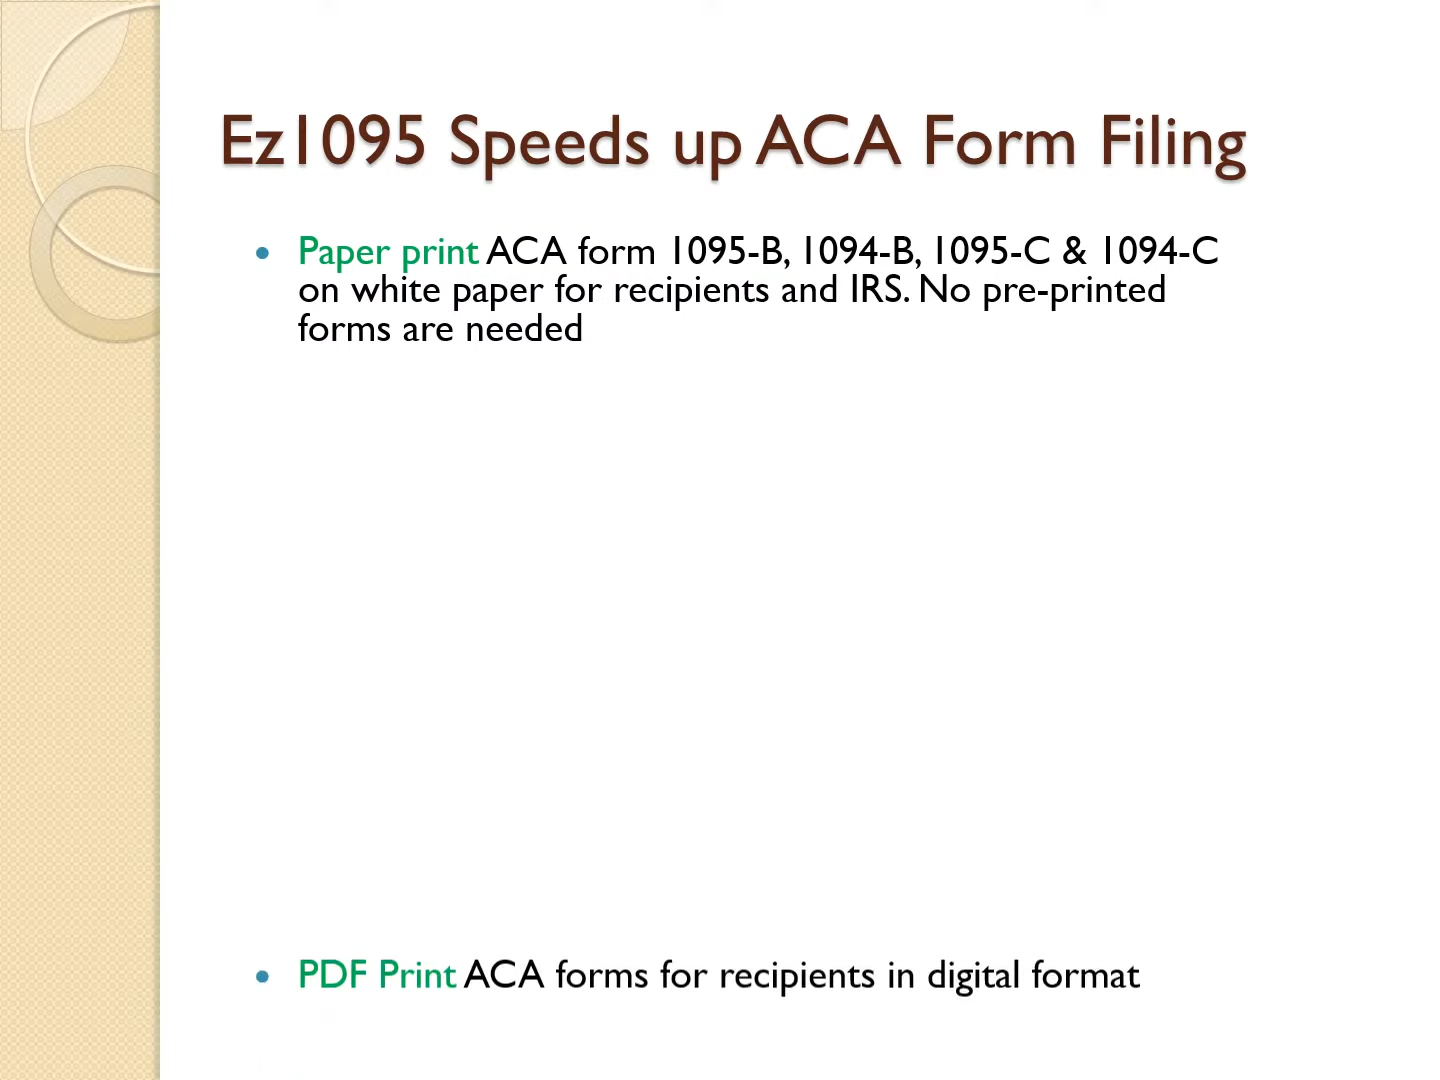 Ez1095 Speeds up ACA Form Filing
• Paper print ACA form 1095-B, 1094-B, 1095-C & 1094-C
on white paper for recipients and IRS. No pre-printed
forms are needed
• PDF Print ACA forms for recipients in digital format